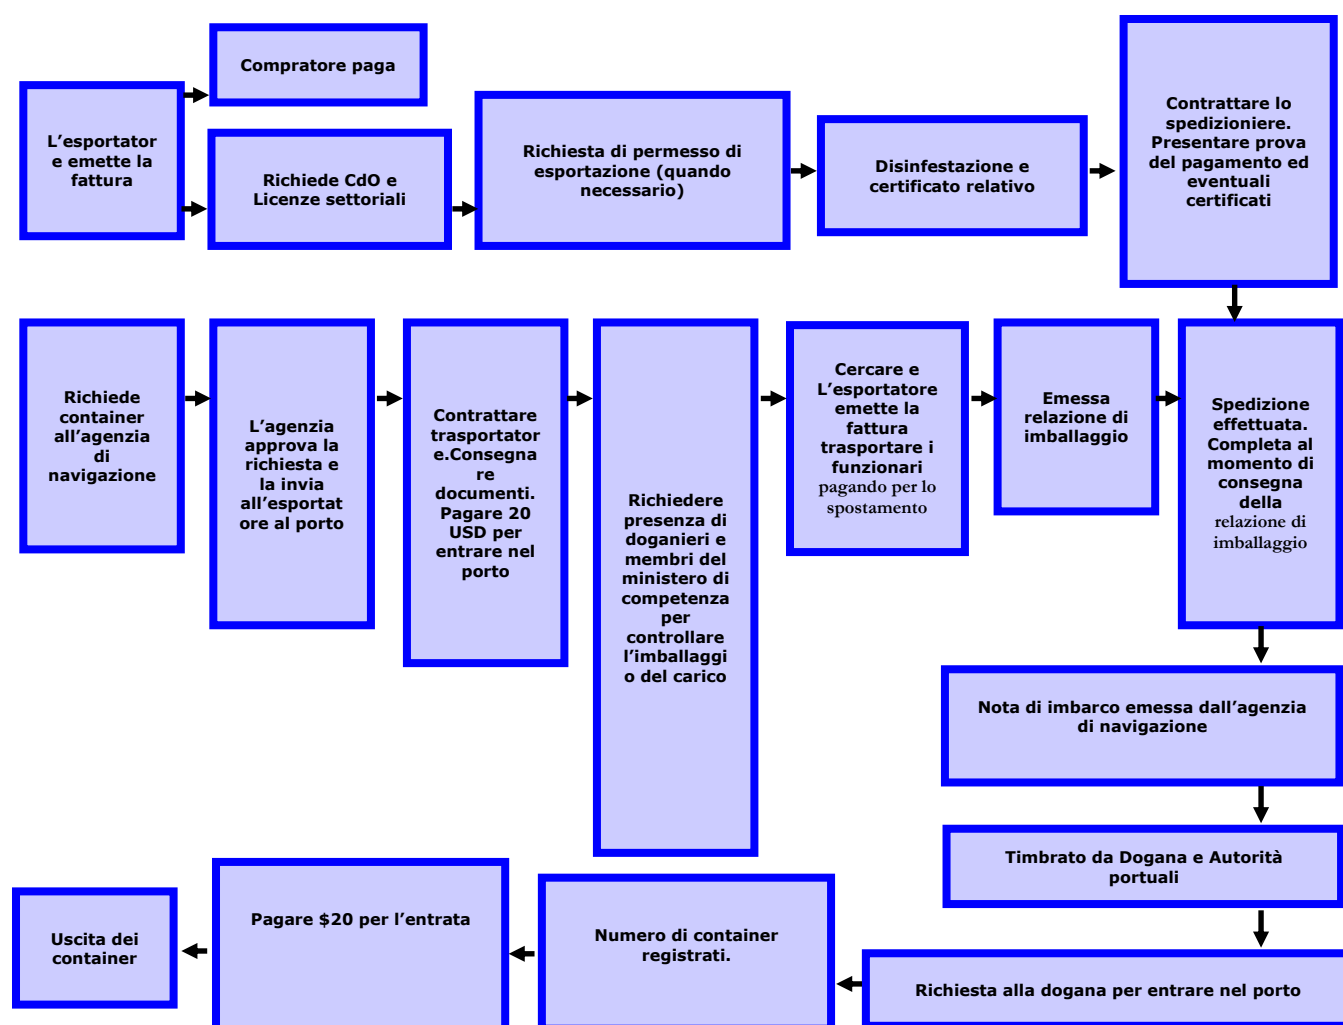 Compratore paga
L'esportator
e emette la
fattura
Richiede CdO e
Licenze settoriali
Richiesta di permesso di
esportazione (quando
necessario)
Disinfestazione e
certificato relativo
Contrattare lo
spedizioniere.
Presentare prova
del pagamento ed
eventuali
certificati
Richiede
container
all'agenzia
di
navigazione
L'agenzia
approva la
richiesta e
la invia
all'esportat
ore al porto
Contrattare
trasportator
e.Consegna
re
documenti.
Pagare 20
USD per
entrare nel
porto
Richiedere
presenza di
doganieri e
membri del
ministero di
competenza
per
controllare
l'imballaggi
o del carico
Cercare e
L'esportatore
emette la
fattura
trasportare i
funzionari
pagando per lo
spostamento
Emessa
relazione di
imballaggio
Spedizione
effettuata.
Completa al
momento di
consegna
della
relazione di
imballaggio
Nota di imbarco emessa dall'agenzia
di navigazione
Timbrato da Dogana e Autorità
portuali
Richiesta alla dogana per entrare nel porto
Numero di container
registrati.
Pagare $20 per l'entrata
Uscita dei
container